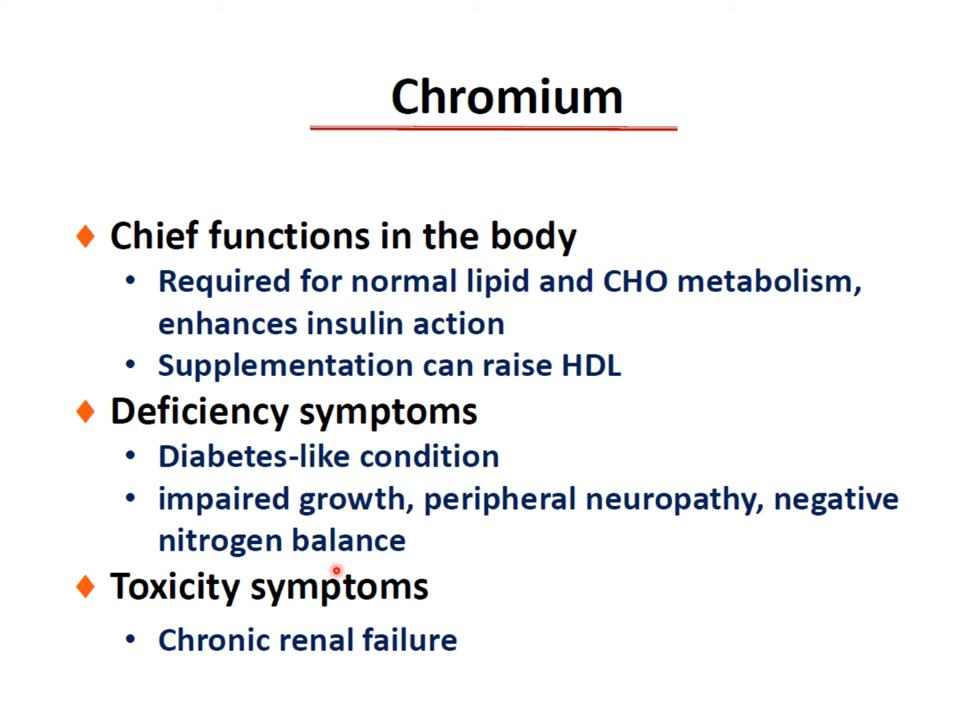 Chromium
♦ Chief functions in the body
• Required for normal lipid and CHO metabolism,
enhances insulin action
• Supplementation can raise HDL
♦ Deficiency symptoms
• Diabetes-like condition
• impaired growth, peripheral neuropathy, negative
nitrogen balance
♦ Toxicity symptoms
• Chronic renal failure